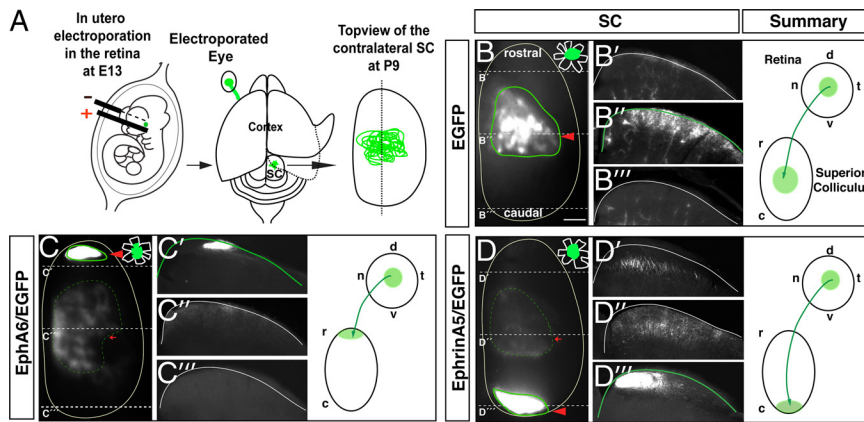 A
In utero
electroporation
in the retina
at E13
Electroporated
Eye
Topview of the
contralateral SC
at P9
−
+
Cortex
SC
SC
Summary
EGFP
B
rostral
B'
B''
B'''
caudal
B'
B''
B'''
Retina
d
n
t
v
r
Superior
Colliculu
c
EphA6/EGFP
C
C'
C''
C'''
C'
C''
C'''
d
n
t
v
r
c
EphrinA5/EGFP
D
D'
D''
D'''
D'
D''
D'''
d
n
t
v
r
c